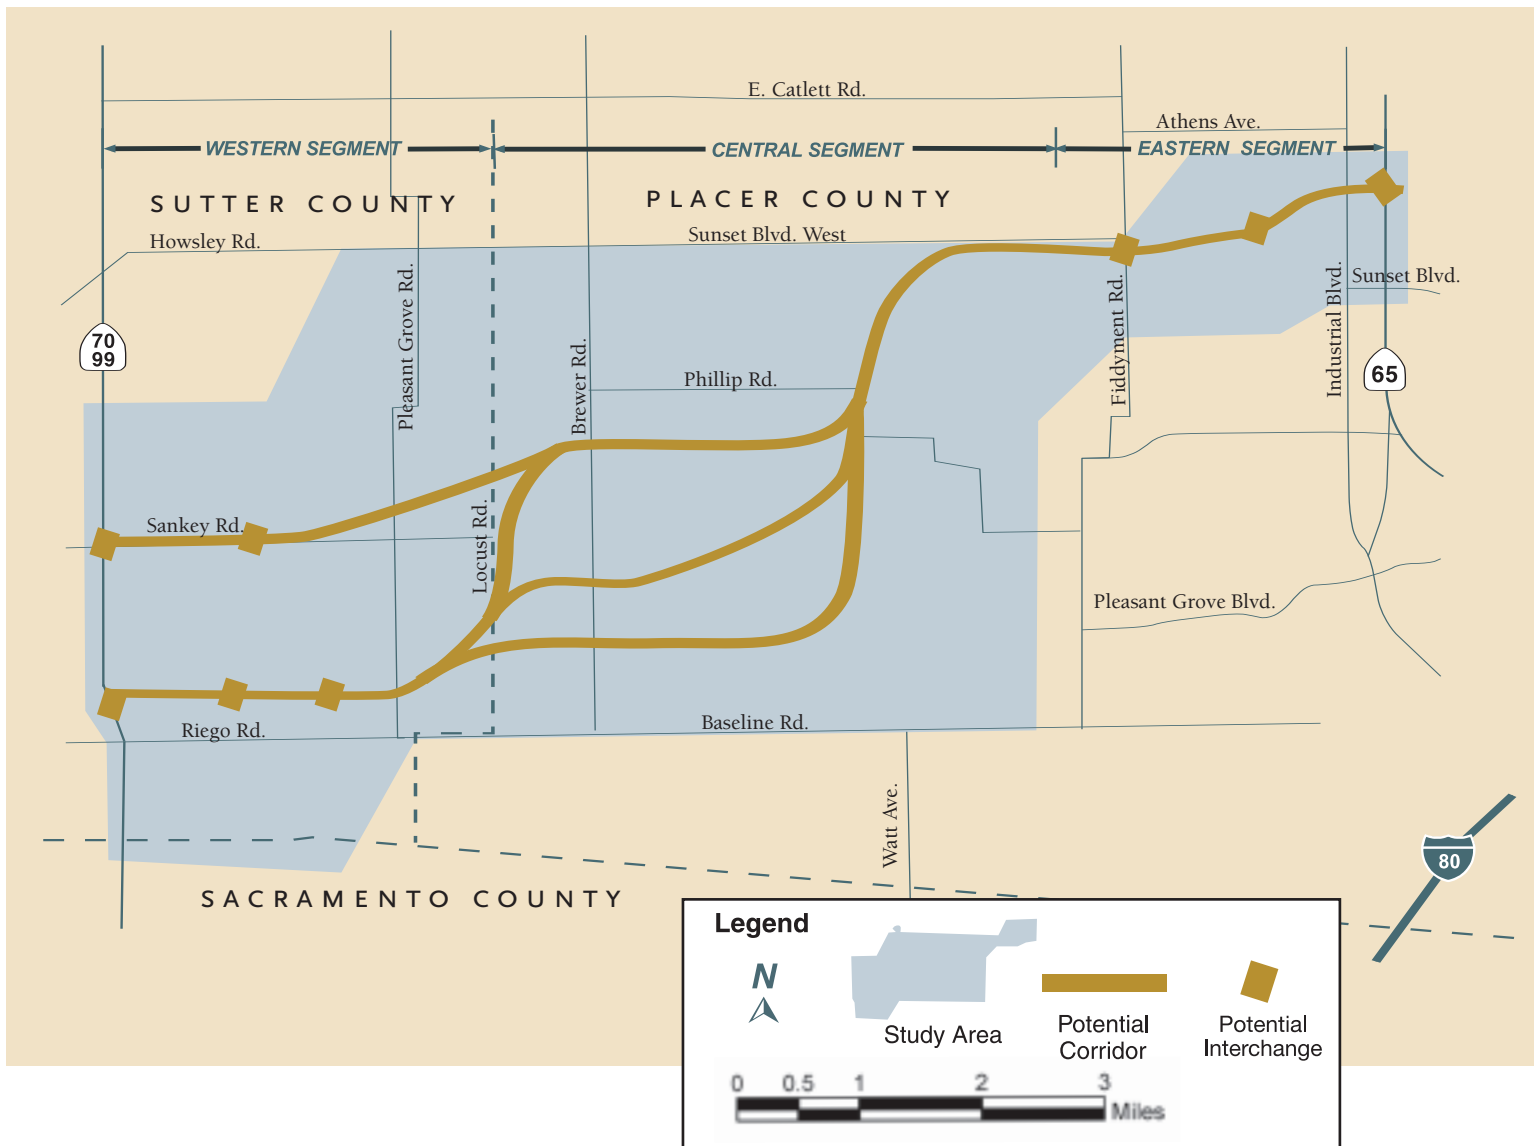 E. Catlett Rd.
Athens Ave.
WESTERN SEGMENT
CENTRAL SEGMENT
EASTERN SEGMENT
SUTTER COUNTY
PLACER COUNTY
Howsley Rd.
Sunset Blvd. West
Pleasant Grove Rd.
Fiddyment Rd.
Industrial Blvd.
Sunset Blvd.
70
99
Brewer Rd.
Phillip Rd.
65
Sankey Rd.
Locust Rd.
Pleasant Grove Blvd.
Riego Rd.
Baseline Rd.
Watt Ave.
80
SACRAMENTO COUNTY
Legend
N
Study Area
Potential
Corridor
Potential
Interchange
0 0.5 1 2 3
Miles